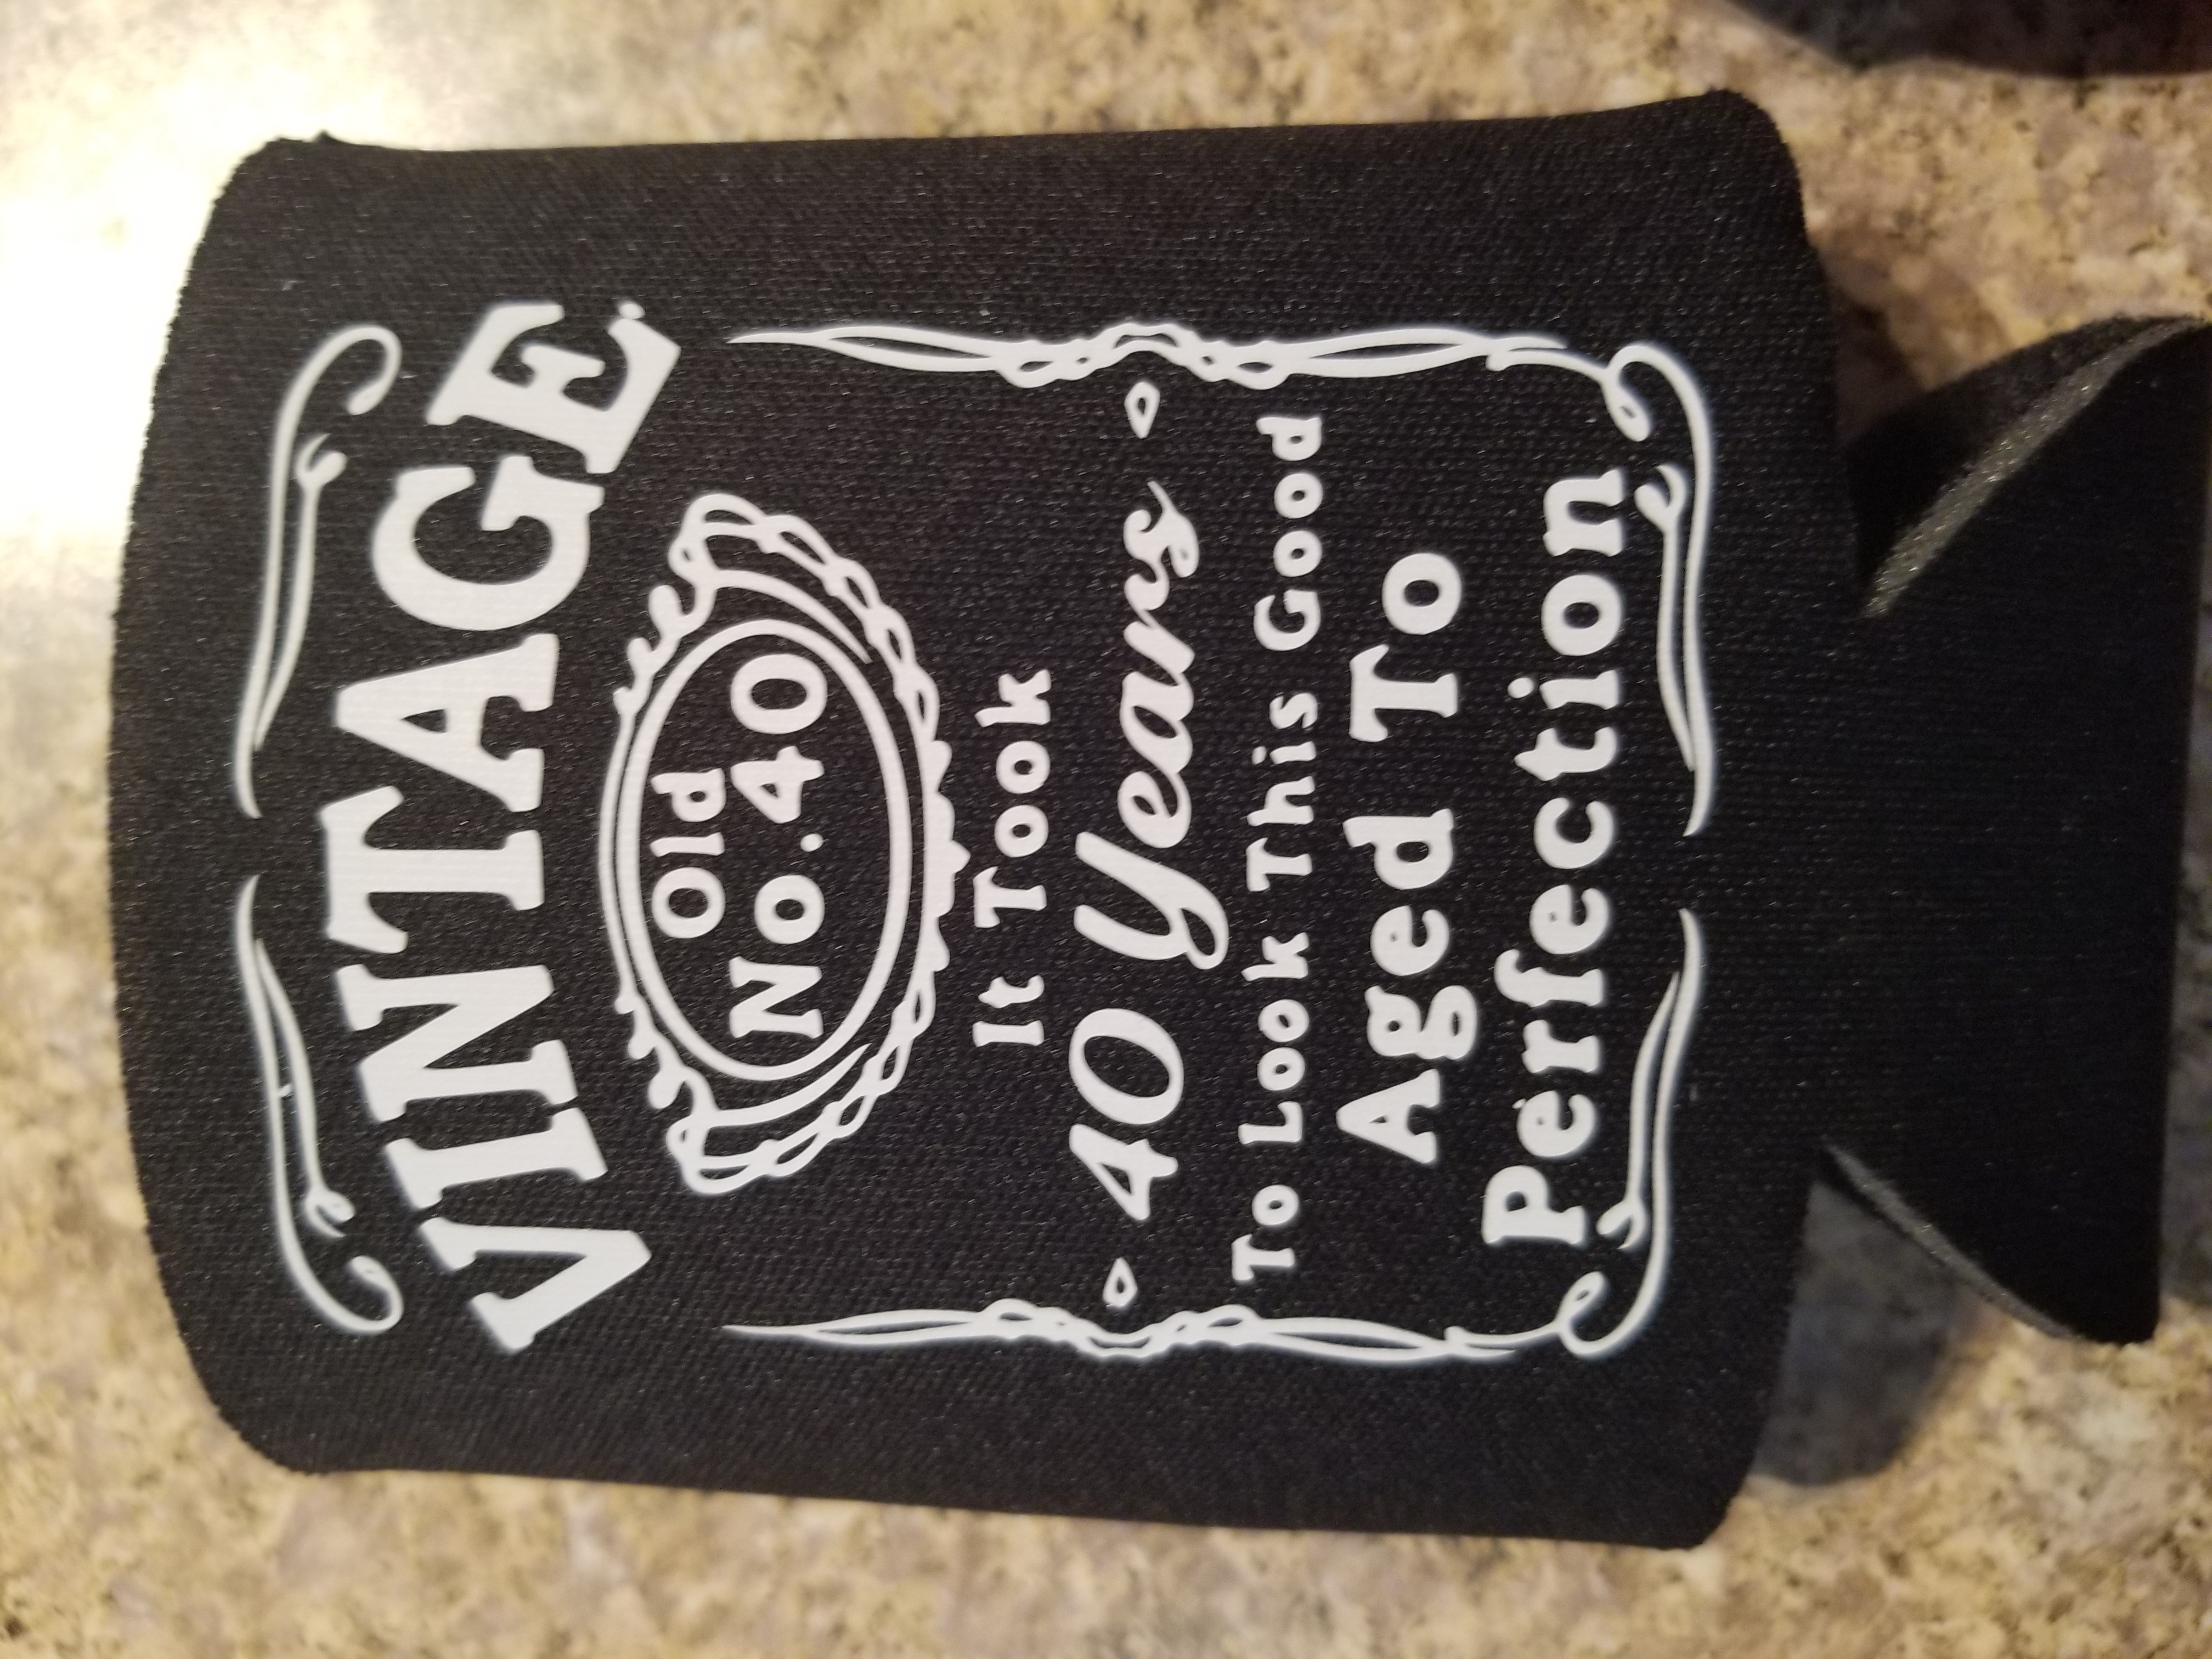 VINTAGE
Old
No.40
It Took
40 Years
To Look This Good
Aged To
Perfection